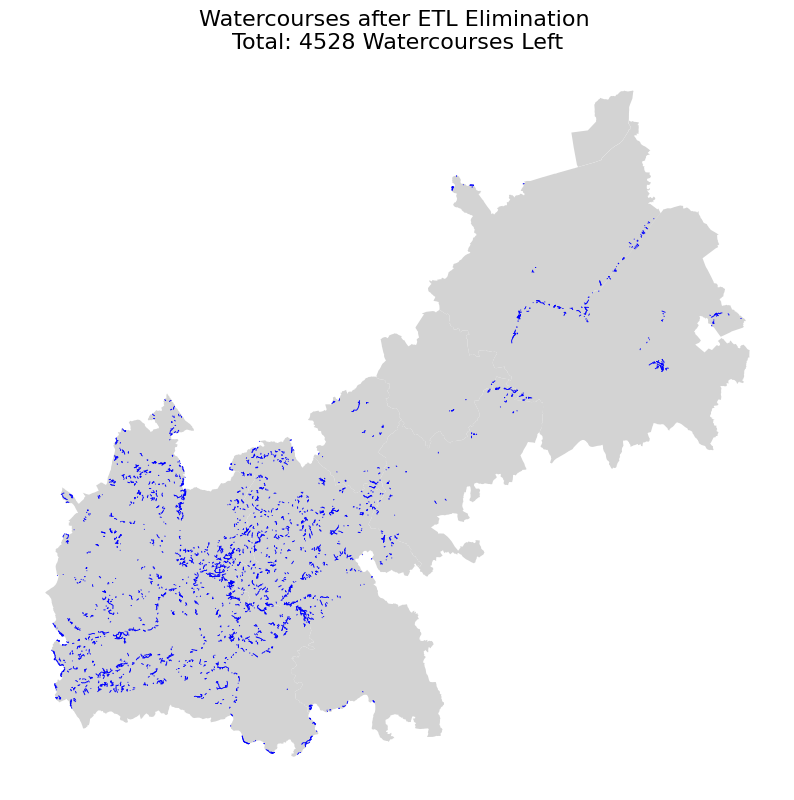 Watercourses after ETL Elimination
Total: 4528 Watercourses Left